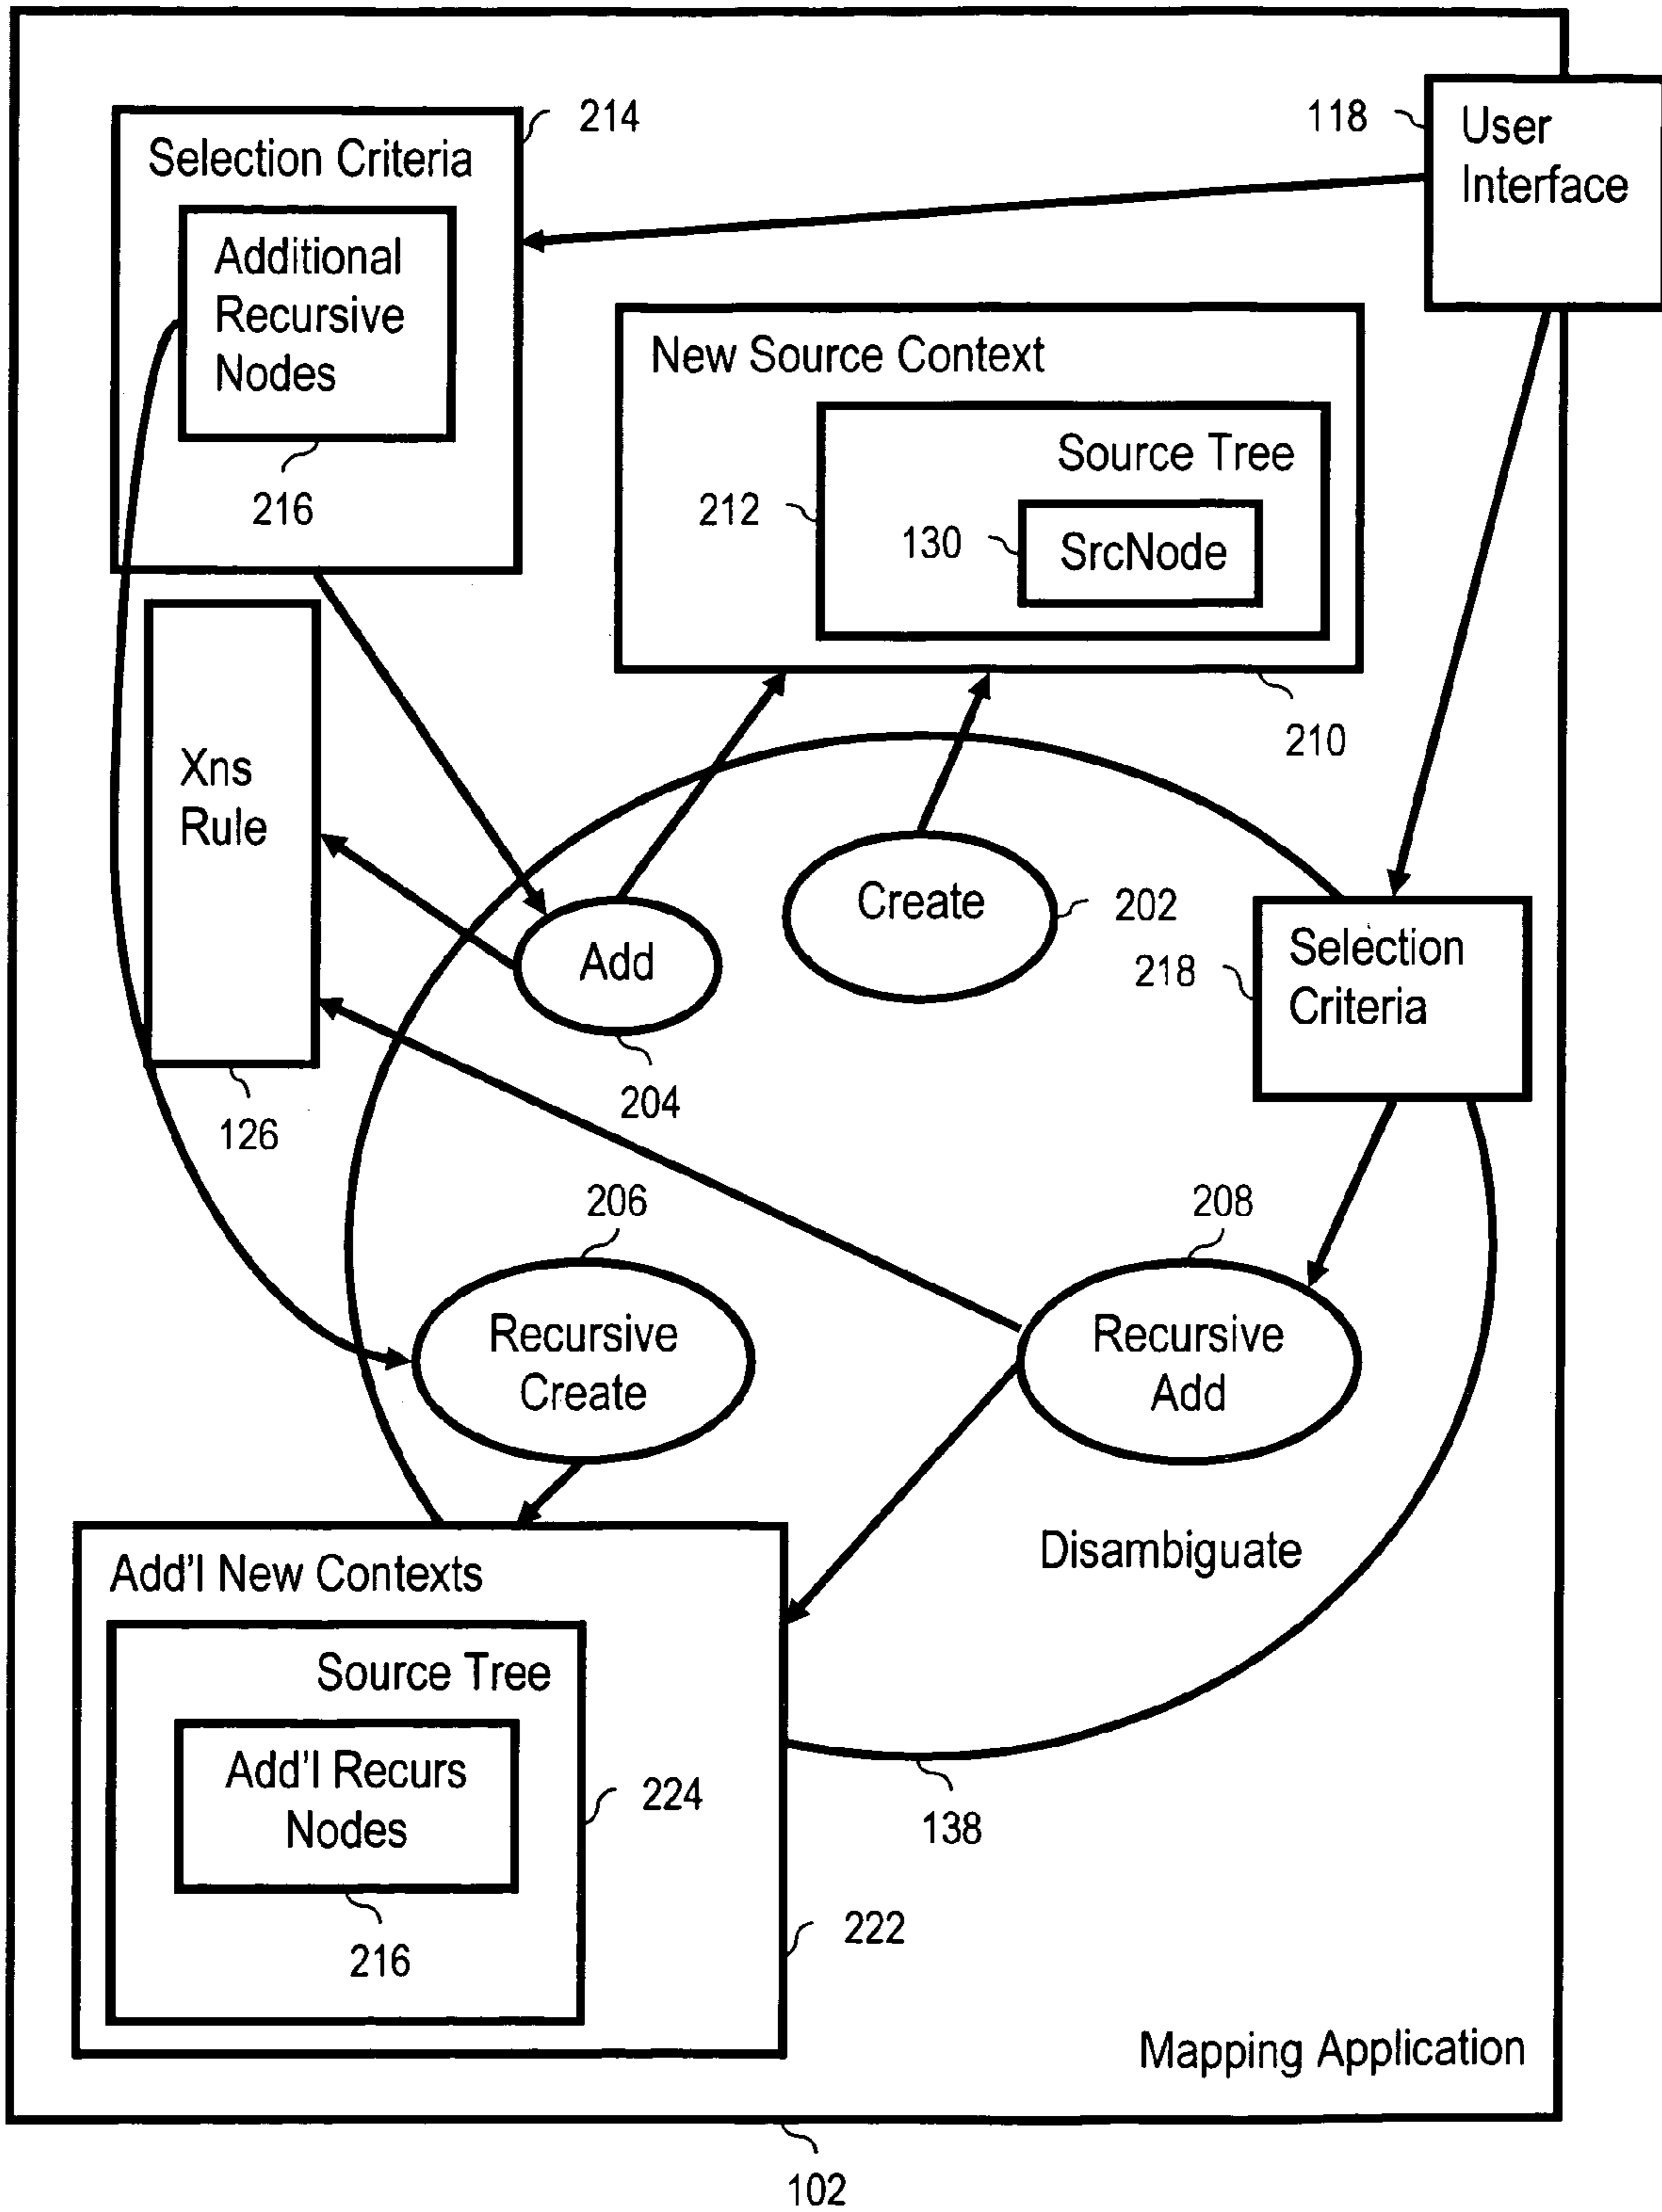 214
118
User
Interface
Selection Criteria
Additional
Recursive
Nodes
216
New Source Context
Source Tree
212
130
SrcNode
210
Xns
Rule
Create
202
Add
204
Selection
Criteria
218
126
206
208
Recursive
Create
Recursive
Add
Disambiguate
Add'l New Contexts
Source Tree
Add'l Recurs
Nodes
224
138
216
222
Mapping Application
102